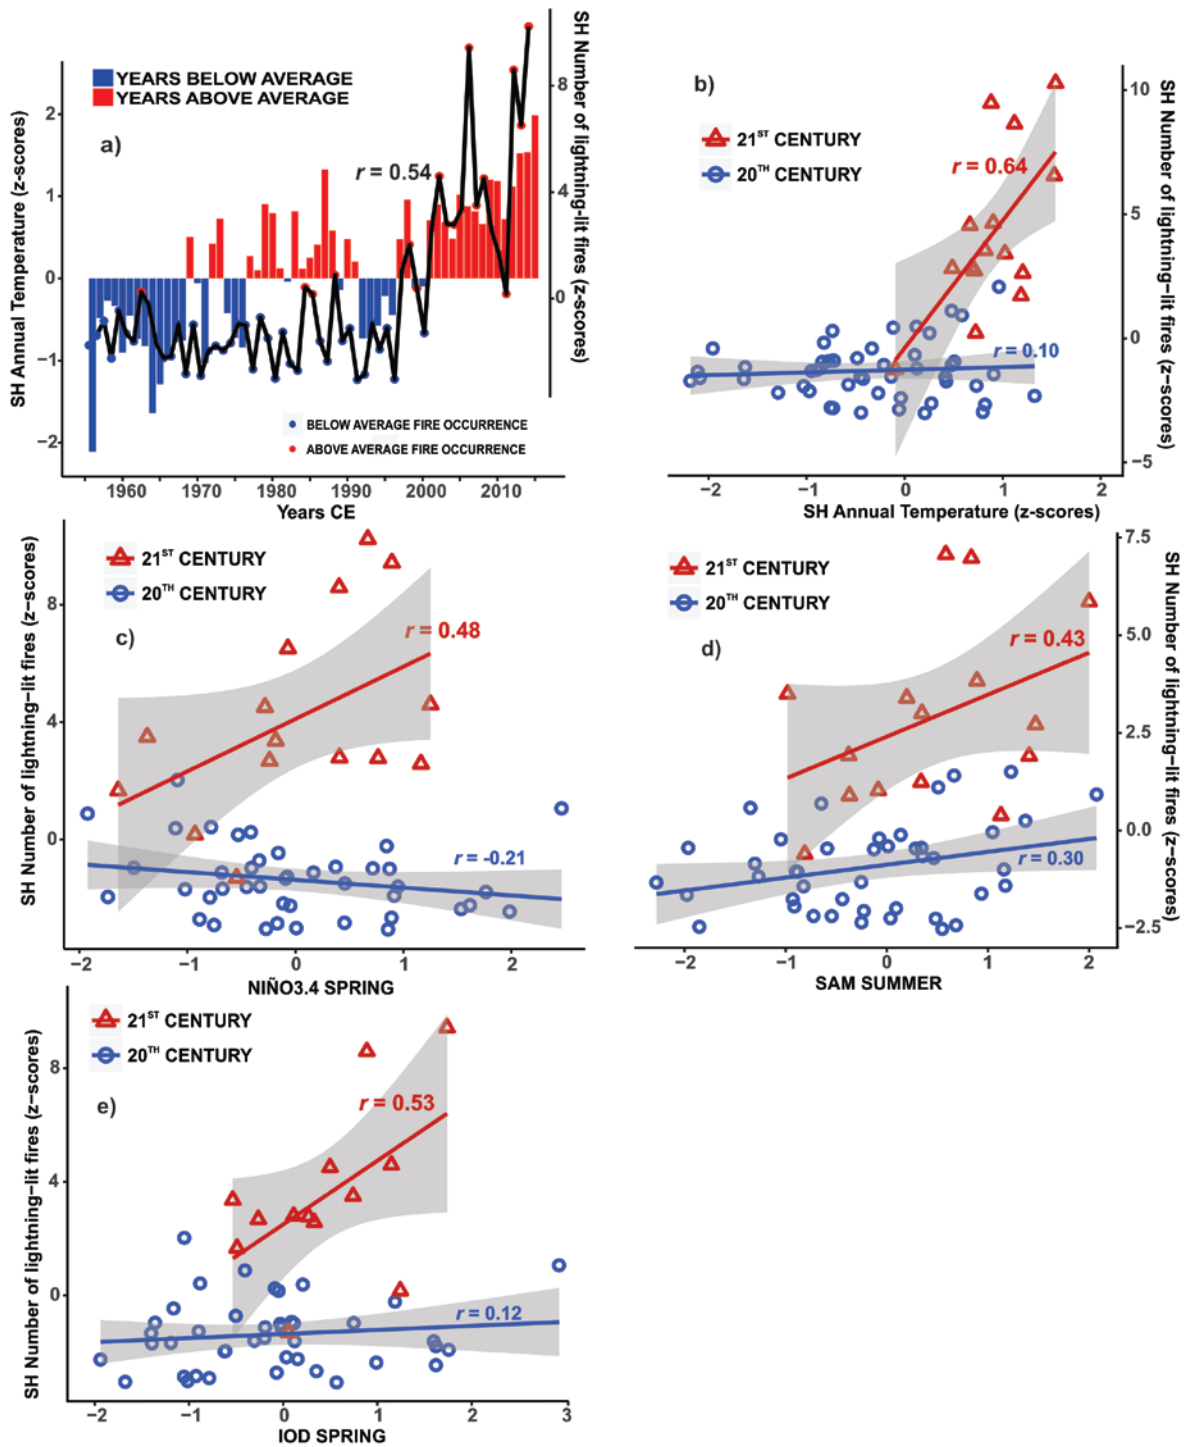 YEARS BELOW AVERAGE
YEARS ABOVE AVERAGE
a)
r = 0.54
SH Annual Temperature (z-scores)
2
1
0
−1
−2
SH Number of lightning-lit fires (z-scores)
8
4
0
BELOW AVERAGE FIRE OCCURRENCE
ABOVE AVERAGE FIRE OCCURRENCE
1960 1970 1980 1990 2000 2010
Years CE
b)
21ST CENTURY
20TH CENTURY
r = 0.64
r = 0.10
SH Number of lightning-lit fires (z-scores)
10
5
0
−5
−2 −1 0 1 2
SH Annual Temperature (z-scores)
21ST CENTURY
20TH CENTURY
c)
r = 0.48
r = -0.21
SH Number of lightning-lit fires (z-scores)
8
4
0
−2 −1 0 1 2
NIÑO3.4 SPRING
21ST CENTURY
20TH CENTURY
d)
r = 0.43
r = 0.30
SH Number of lightning-lit fires (z-scores)
7.5
5.0
2.5
0.0
−2.5
−2 −1 0 1 2
SAM SUMMER
21ST CENTURY
20TH CENTURY
e)
r = 0.53
r = 0.12
SH Number of lightning-lit fires (z-scores)
8
4
0
−2 −1 0 1 2 3
IOD SPRING